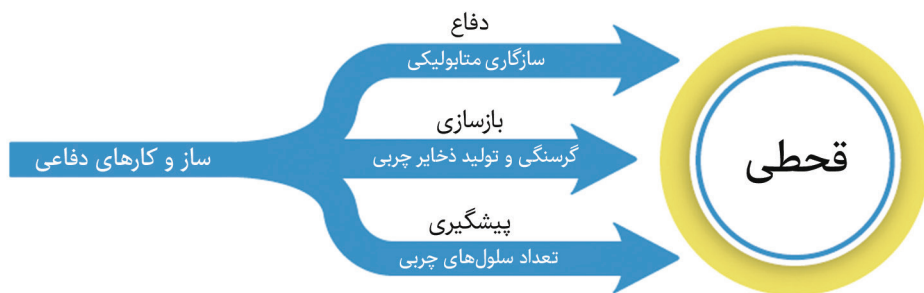 دفاع
سازگاری متابولیکی
بازسازی
گرسنگی و تولید ذخایر چربی
ساز و کارهای دفاعی
قحطی
پیشگیری
تعداد سلول‌های چربی